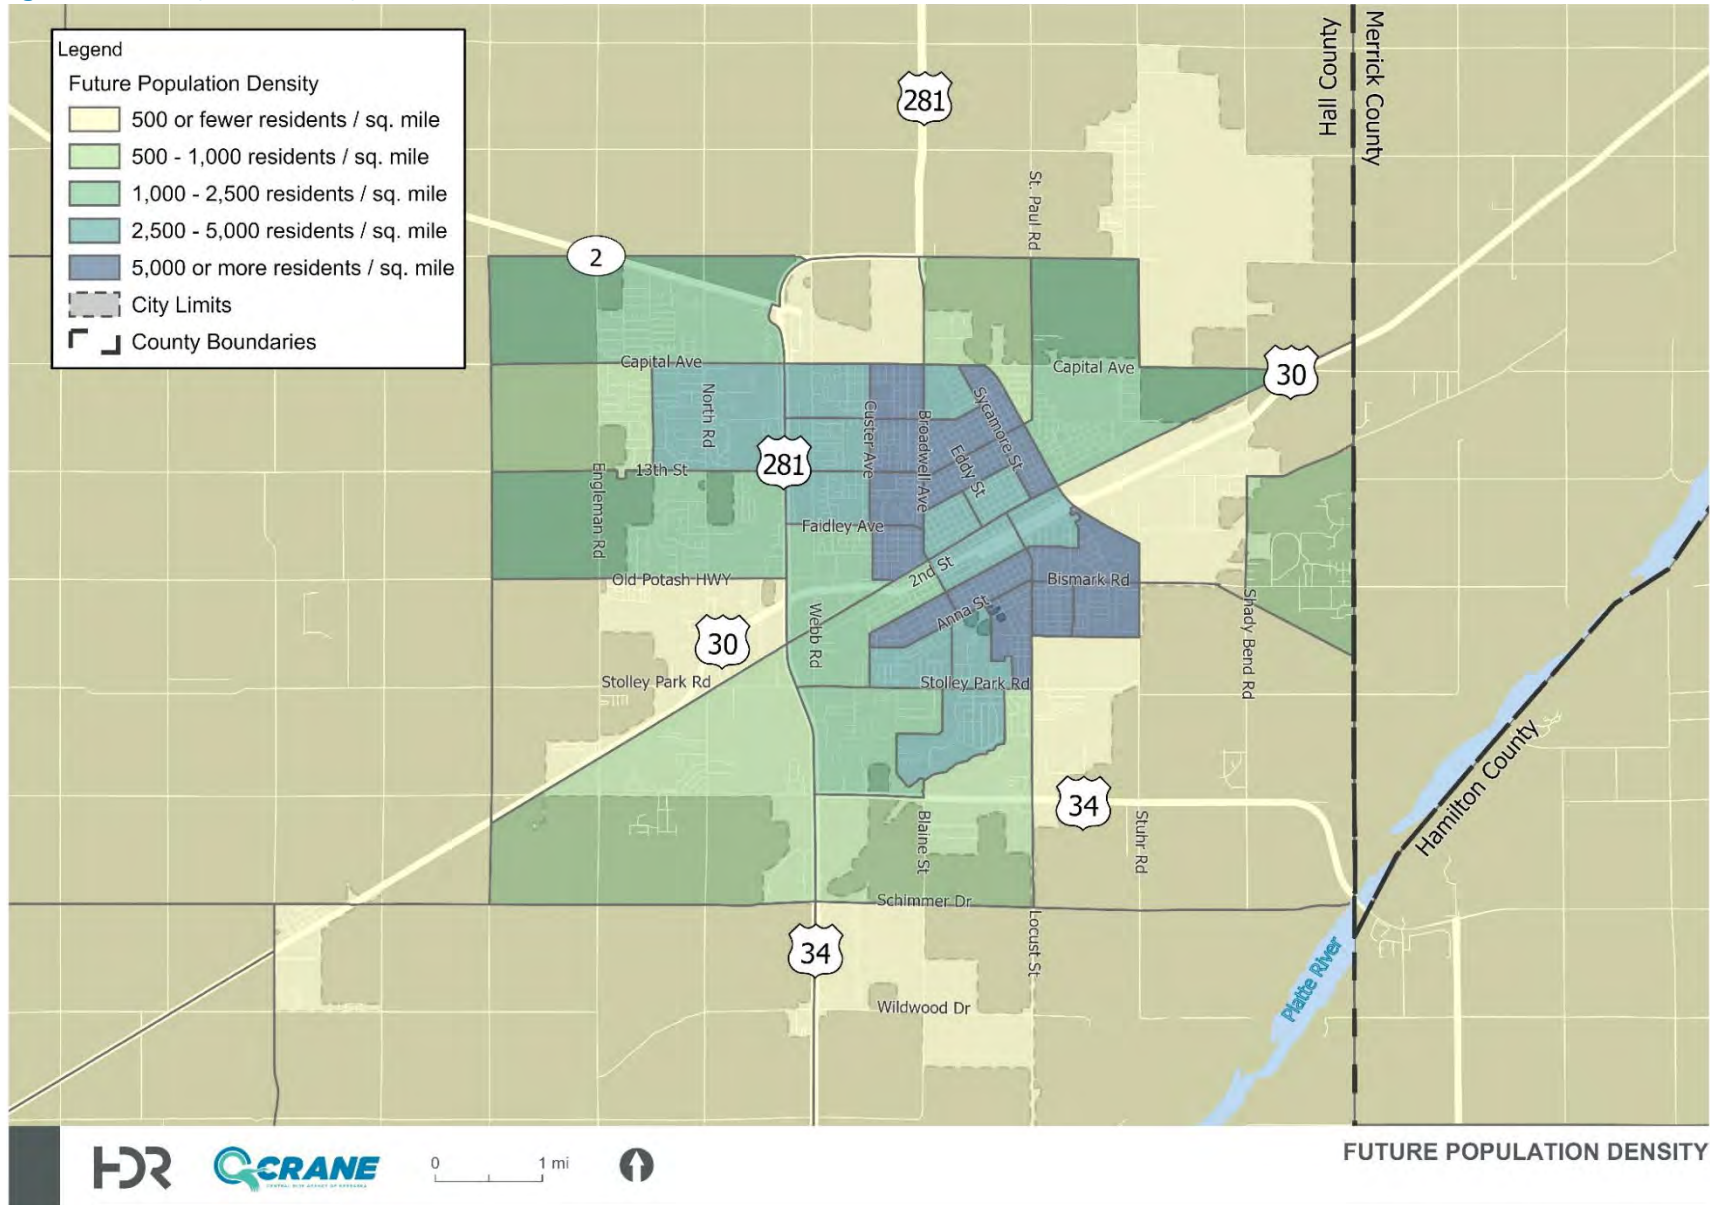 Legend
Future Population Density
500 or fewer residents / sq. mile
500 - 1,000 residents / sq. mile
1,000 - 2,500 residents / sq. mile
2,500 - 5,000 residents / sq. mile
5,000 or more residents / sq. mile
City Limits
County Boundaries
Hall County
Merrick County
281
St. Paul Rd
2
Capital Ave
Capital Ave
30
North Rd
Custer Ave
Broadwell Ave
Sycamore St
Eddy St
281
13th St
Engleman Rd
Faidley Ave
Old Potash HWY
2nd St
Bismark Rd
Anna St
Webb Rd
30
Shady Bend Rd
Stolley Park Rd
Stolley Park Rd
34
Blaine St
Stuhr Rd
Hamilton County
Schimmer Dr
Locust St
34
Wildwood Dr
Platte River
HDR
CRANE
0 1 mi
FUTURE POPULATION DENSITY